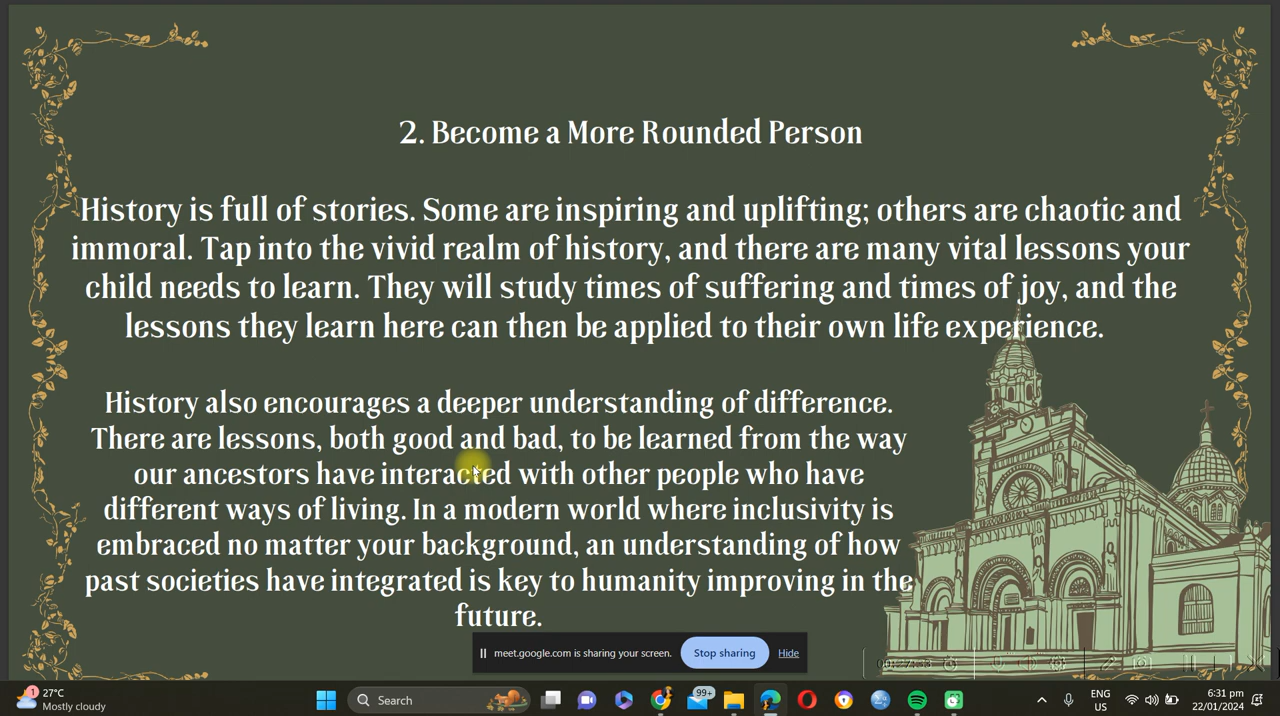 2. Become a More Rounded Person
History is full of stories. Some are inspiring and uplifting; others are chaotic and
immoral. Tap into the vivid realm of history, and there are many vital lessons your
child needs to learn. They will study times of suffering and times of joy, and the
lessons they learn here can then be applied to their own life experience.
History also encourages a deeper understanding of difference.
There are lessons, both good and bad, to be learned from the way
our ancestors have interacted with other people who have
different ways of living. In a modern world where inclusivity is
embraced no matter your background, an understanding of how
past societies have integrated is key to humanity improving in the
future.
meet.google.com is sharing your screen. Stop sharing Hide
1
27°C
Mostly cloudy
Search
99+
ENG
US
6:31 pm
22/01/2024